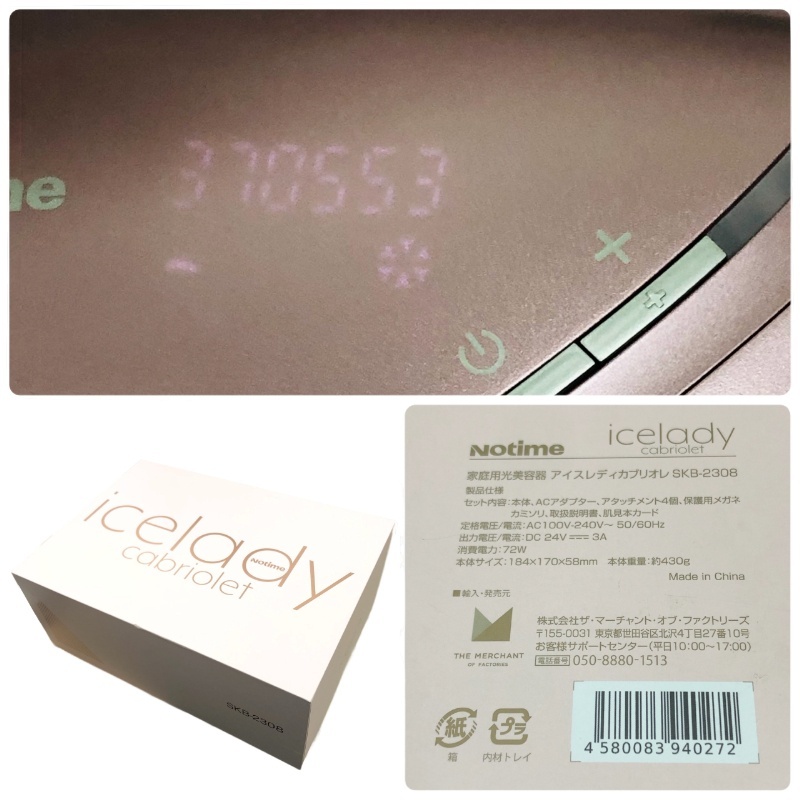 me
370553
icelady
cabriolet
Notime
SKB-2308
Notime icelady
cabriolet
家庭用光美容器 アイスレディカブリオレ SKB-2308
製品仕様
セット内容:本体、ACアダプター、アタッチメント4個、保護用メガネ
カミソリ、取扱説明書、肌見本カード
定格電圧/電流:AC100V-240V〜 50/60Hz
出力電圧/電流:DC 24V ⎓ 3A
消費電力:72W
本体サイズ:184×170×58mm 本体重量:約430g
Made in China
■輸入・発売元
THE MERCHANT
OF FACTORIES
株式会社ザ・マーチャント・オブ・ファクトリーズ
〒155-0031 東京都世田谷区北沢4丁目27番10号
お客様サポートセンター(平日10:00〜17:00)
電話番号 050-8880-1513
紙
箱
プラ
内材トレイ
4 580083 940272